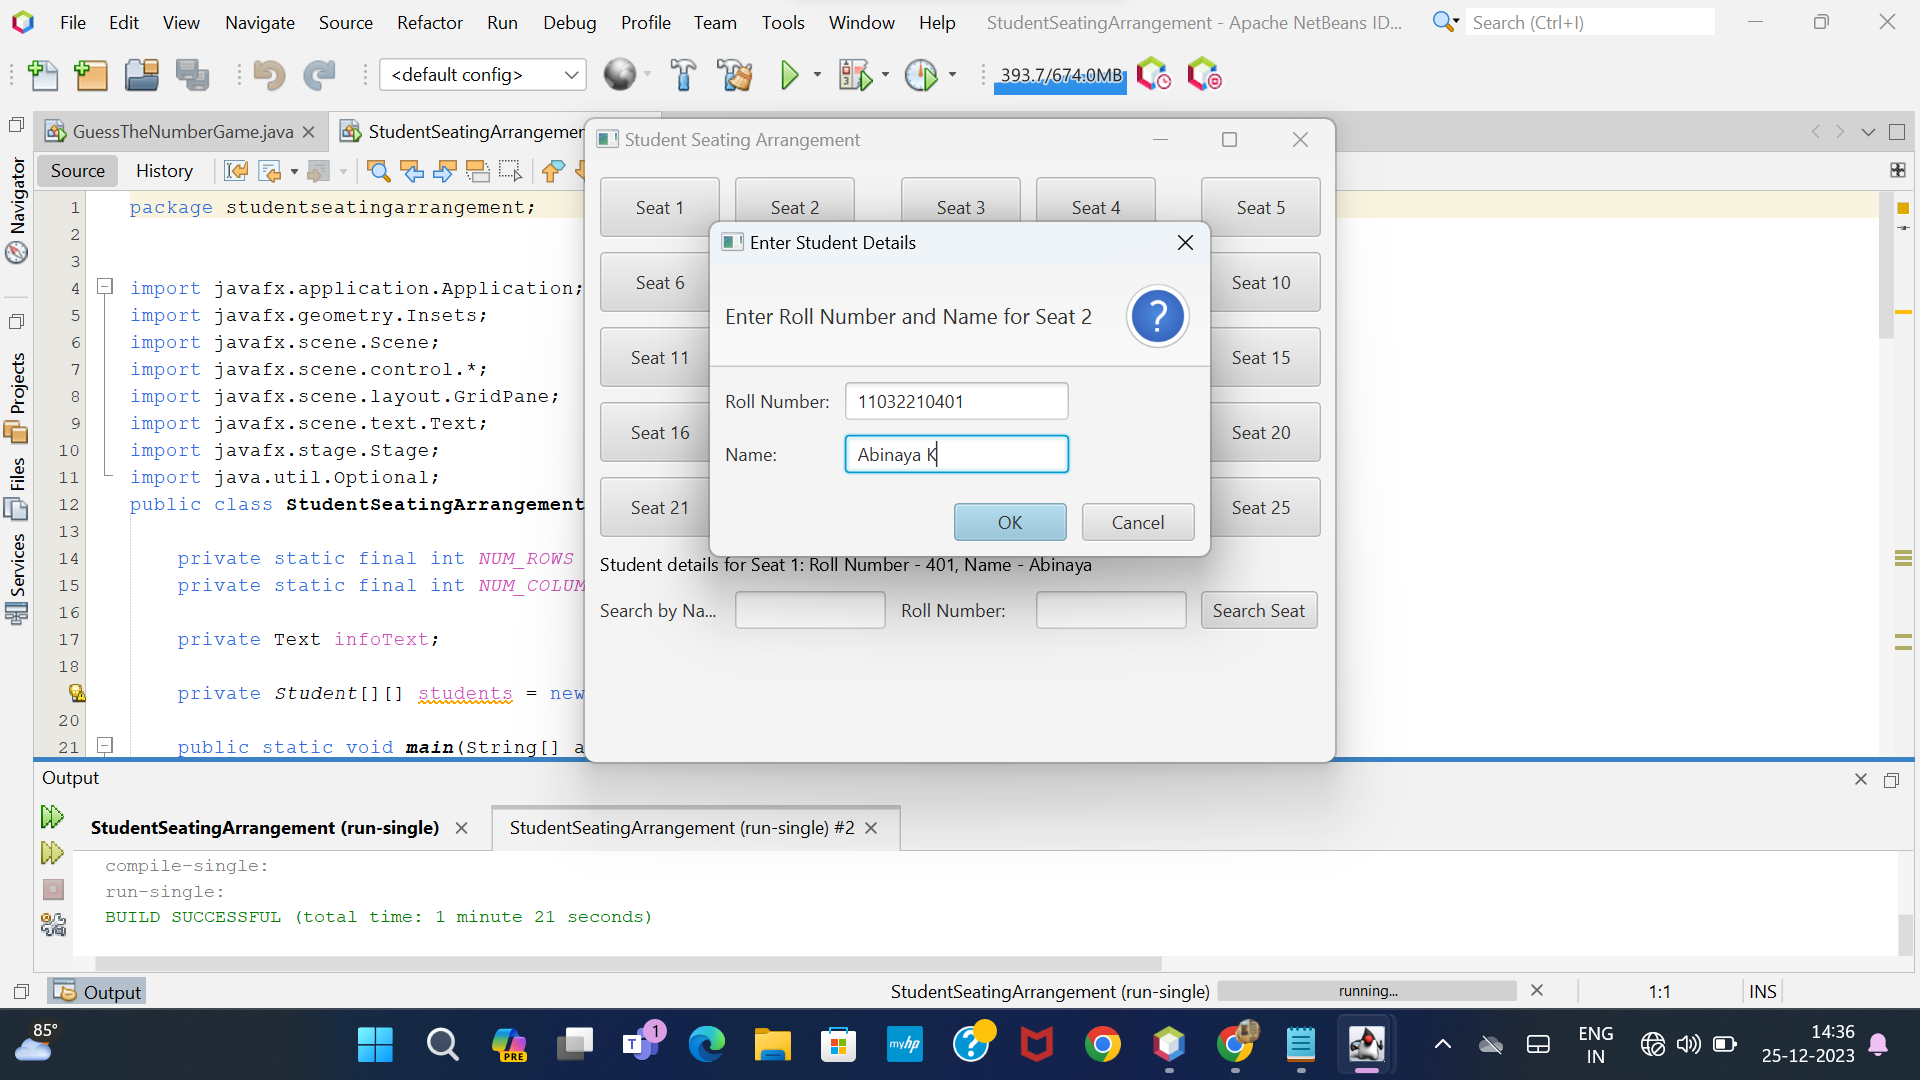 File Edit View Navigate Source Refactor Run Debug Profile Team Tools Window Help StudentSeatingArrangement - Apache NetBeans ID... Search (Ctrl+I)
<default config> 393.7/674.0MB
GuessTheNumberGame.java StudentSeatingArrangemen
Source History
Navigator
Projects
Files
Services
1 package studentseatingarrangement;
2
3
4 import javafx.application.Application;
5 import javafx.geometry.Insets;
6 import javafx.scene.Scene;
7 import javafx.scene.control.*;
8 import javafx.scene.layout.GridPane;
9 import javafx.scene.text.Text;
10 import javafx.stage.Stage;
11 import java.util.Optional;
12 public class StudentSeatingArrangement
13
14 private static final int NUM_ROWS
15 private static final int NUM_COLUM
16
17 private Text infoText;
18
private Student[][] students = new
20
21 public static void main(String[] a
Student Seating Arrangement
Seat 1 Seat 2 Seat 3 Seat 4 Seat 5
Seat 6 Seat 10
Seat 11 Seat 15
Seat 16 Seat 20
Seat 21 Seat 25
Enter Student Details
Enter Roll Number and Name for Seat 2
?
Roll Number: 11032210401
Name: Abinaya K
OK Cancel
Student details for Seat 1: Roll Number - 401, Name - Abinaya
Search by Na... Roll Number: Search Seat
Output
StudentSeatingArrangement (run-single) StudentSeatingArrangement (run-single) #2
compile-single:
run-single:
BUILD SUCCESSFUL (total time: 1 minute 21 seconds)
Output StudentSeatingArrangement (run-single) running... 1:1 INS
85° PRE T 1 myhp ? ENG IN 14:36 25-12-2023